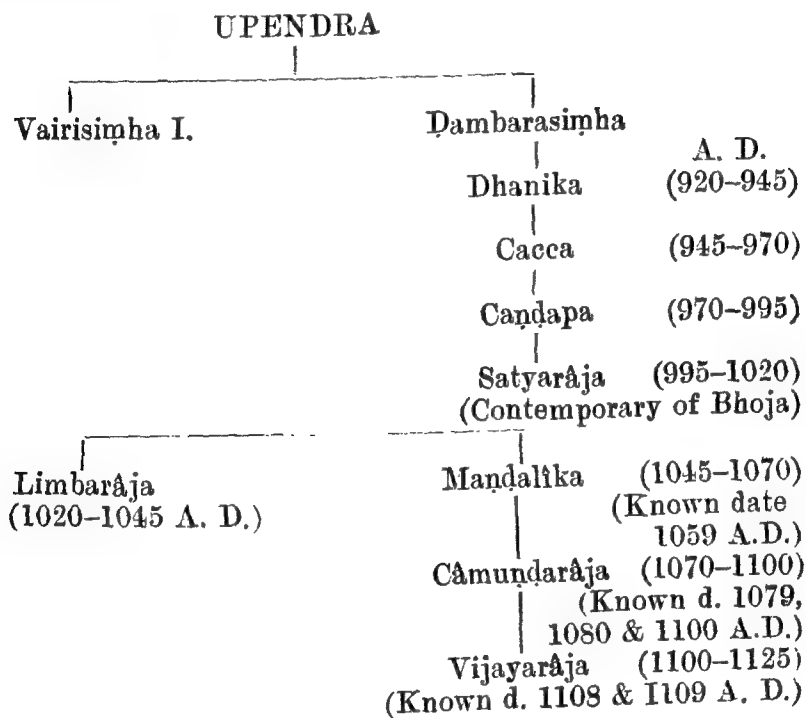 UPENDRA
Vairisiṃha I.
Ḍambarasiṃha
A. D.
Dhanika (920–945)
Cacca (945–970)
Caṇḍapa (970–995)
Satyarâja (995–1020)
(Contemporary of Bhoja)
Limbarâja
(1020–1045 A. D.)
Maṇḍalîka (1045–1070)
(Known date
1059 A.D.)
Câmuṇḍarâja (1070–1100)
(Known d. 1079,
1080 & 1100 A.D.)
Vijayarâja (1100–1125)
(Known d. 1108 & I109 A. D.)